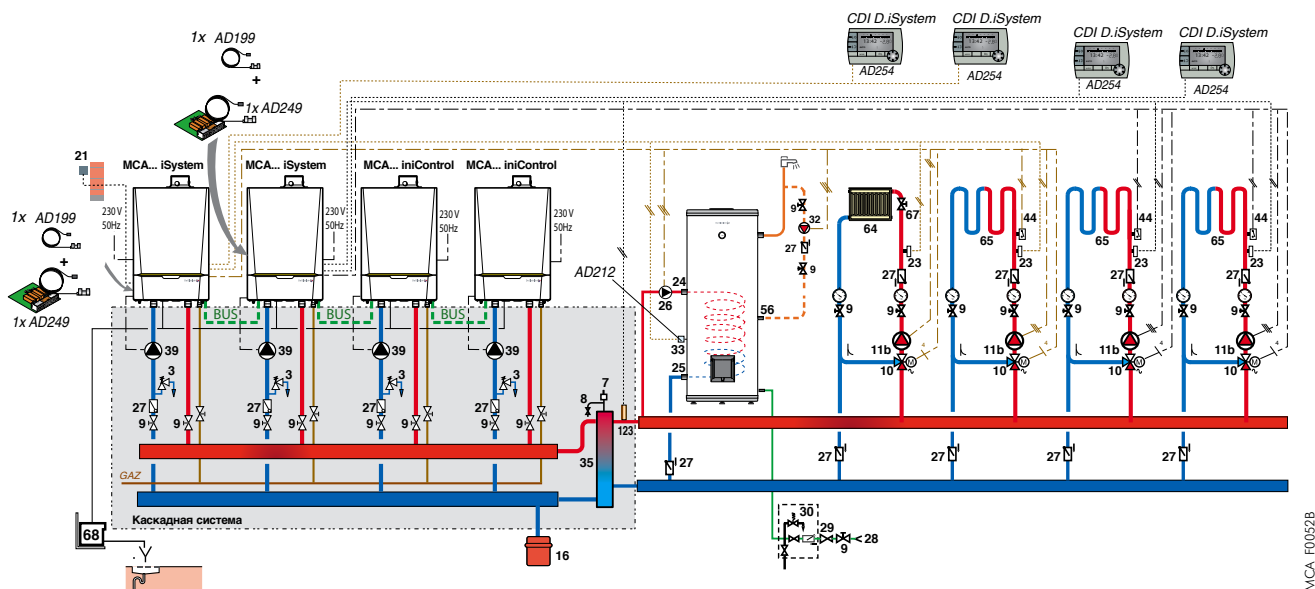 1x AD199
+
1x AD249
CDI D.iSystem
AD254
CDI D.iSystem
AD254
CDI D.iSystem
AD254
CDI D.iSystem
AD254
21
MCA... iSystem
MCA... iSystem
MCA... iniControl
MCA... iniControl
230 V
50Hz
230 V
50Hz
230 V
50Hz
230 V
50Hz
1x AD199
+
1x AD249
AD212
BUS
BUS
BUS
39
39
39
39
3
3
3
3
27
27
27
27
9
9
9
9
9
9
9
9
7
8
123
35
GAZ
Каскадная система
68
16
24
26
33
25
56
9
32
27
9
64
67
23
27
9
9
11b
10
M
65
44
23
27
9
9
11b
10
M
65
44
23
27
9
9
11b
10
M
65
44
23
27
9
9
11b
10
M
27
27
27
27
27
30
29
9
28
MCA_F0052B